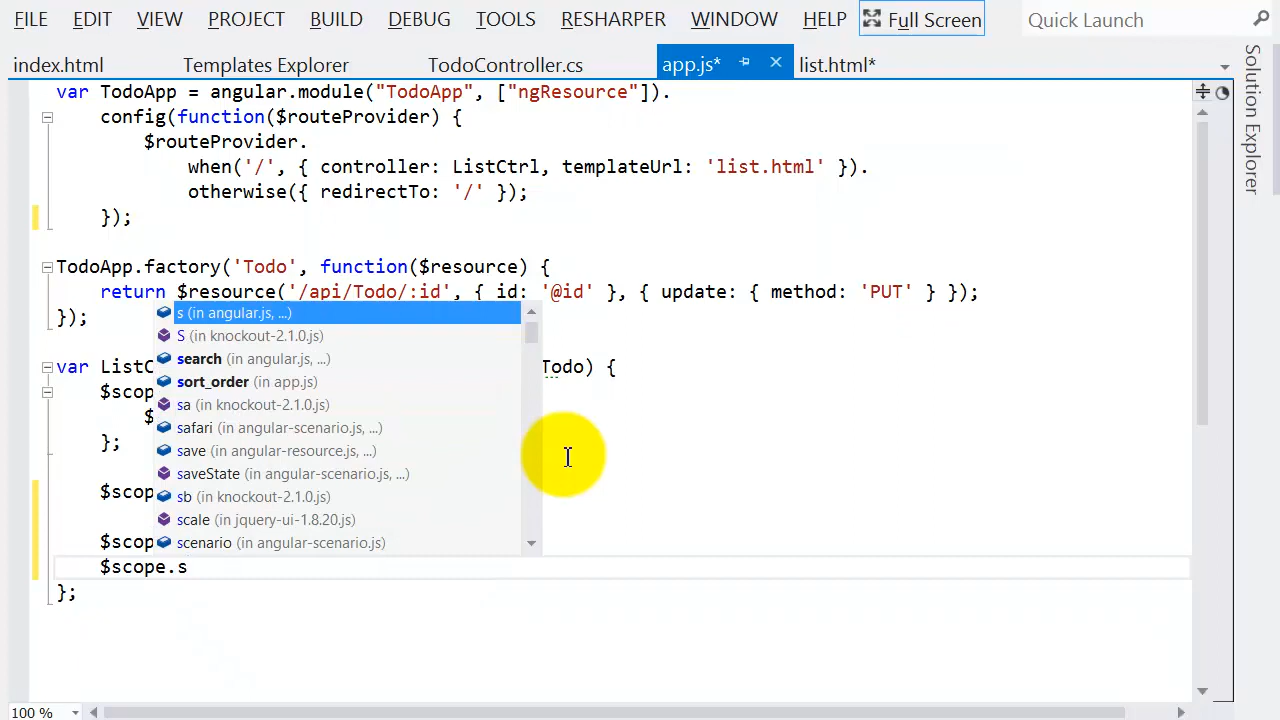 FILE EDIT VIEW PROJECT BUILD DEBUG TOOLS RESHARPER WINDOW HELP Full Screen Quick Launch
index.html Templates Explorer TodoController.cs app.js* list.html*
Solution Explorer
var TodoApp = angular.module("TodoApp", ["ngResource"]).
config(function($routeProvider) {
$routeProvider.
when('/', { controller: ListCtrl, templateUrl: 'list.html' }).
otherwise({ redirectTo: '/' });
});
TodoApp.factory('Todo', function($resource) {
return $resource('/api/Todo/:id', { id: '@id' }, { update: { method: 'PUT' } });
});
s (in angular.js, ...)
S (in knockout-2.1.0.js)
search (in angular.js, ...)
var ListC Todo) {
sort_order (in app.js)
$scop
sa (in knockout-2.1.0.js)
$
safari (in angular-scenario.js, ...)
};
save (in angular-resource.js, ...)
saveState (in angular-scenario.js, ...)
$scop
sb (in knockout-2.1.0.js)
scale (in jquery-ui-1.8.20.js)
$scop
scenario (in angular-scenario.js)
$scope.s
};
100 %